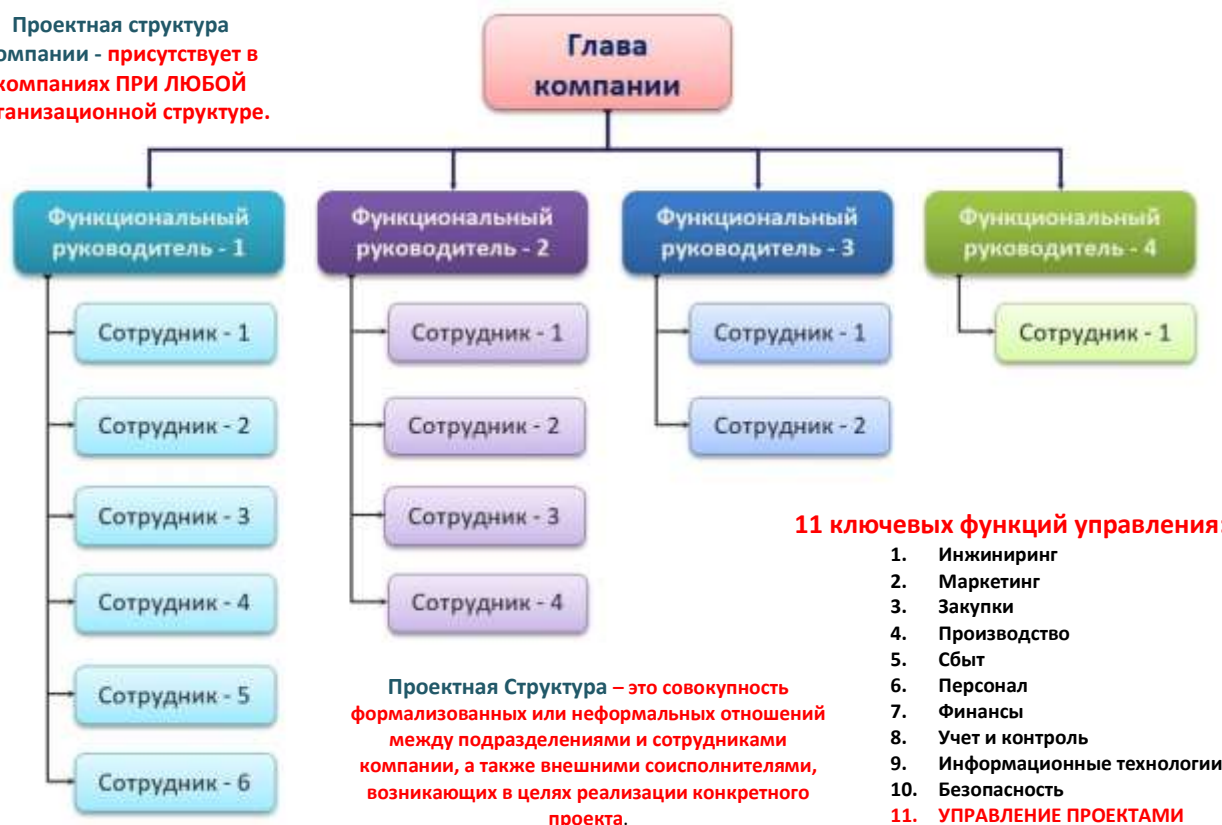 Проектная структура
омпании - присутствует в
компаниях ПРИ ЛЮБОЙ
ганизационной структуре.
Глава
компании
Функциональный
руководитель - 1
Функциональный
руководитель - 2
Функциональный
руководитель - 3
Функциональный
руководитель - 4
Сотрудник - 1
Сотрудник - 2
Сотрудник - 3
Сотрудник - 4
Сотрудник - 5
Сотрудник - 6
Сотрудник - 1
Сотрудник - 2
Сотрудник - 3
Сотрудник - 4
Сотрудник - 1
Сотрудник - 2
Сотрудник - 1
Проектная Структура – это совокупность
формализованных или неформальных отношений
между подразделениями и сотрудниками
компании, а также внешними соисполнителями,
возникающих в целях реализации конкретного
проекта.
11 ключевых функций управления:
1. Инжиниринг
2. Маркетинг
3. Закупки
4. Производство
5. Сбыт
6. Персонал
7. Финансы
8. Учет и контроль
9. Информационные технологии
10. Безопасность
11. УПРАВЛЕНИЕ ПРОЕКТАМИ